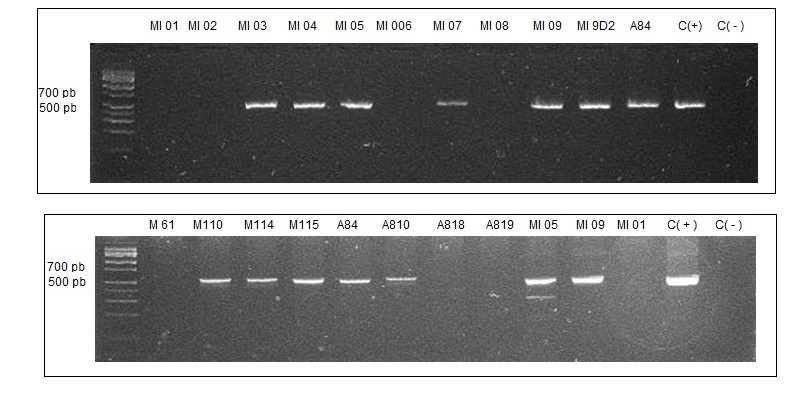 MI 01 MI 02 MI 03 MI 04 MI 05 MI 006 MI 07 MI 08 MI 09 MI 9D2 A84 C(+) C( - )
700 pb
500 pb
M 61 M110 M114 M115 A84 A810 A818 A819 MI 05 MI 09 MI 01 C( + ) C( - )
700 pb
500 pb